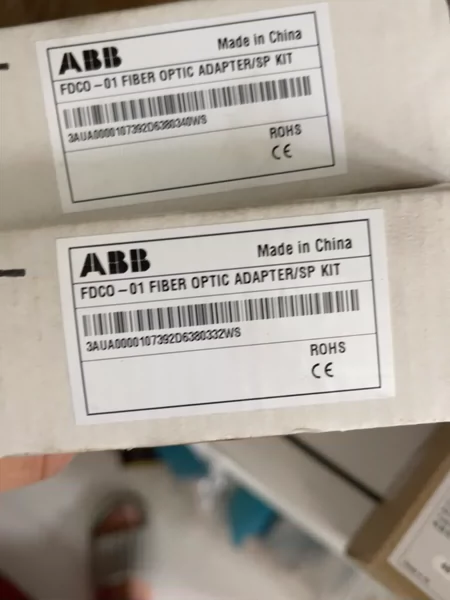 ABB
Made in China
FDCO-01 FIBER OPTIC ADAPTER/SP KIT
3AUA0000107392D6380340WS
ROHS
CE
ABB
Made in China
FDCO-01 FIBER OPTIC ADAPTER/SP KIT
3AUA0000107392D6380332WS
ROHS
CE